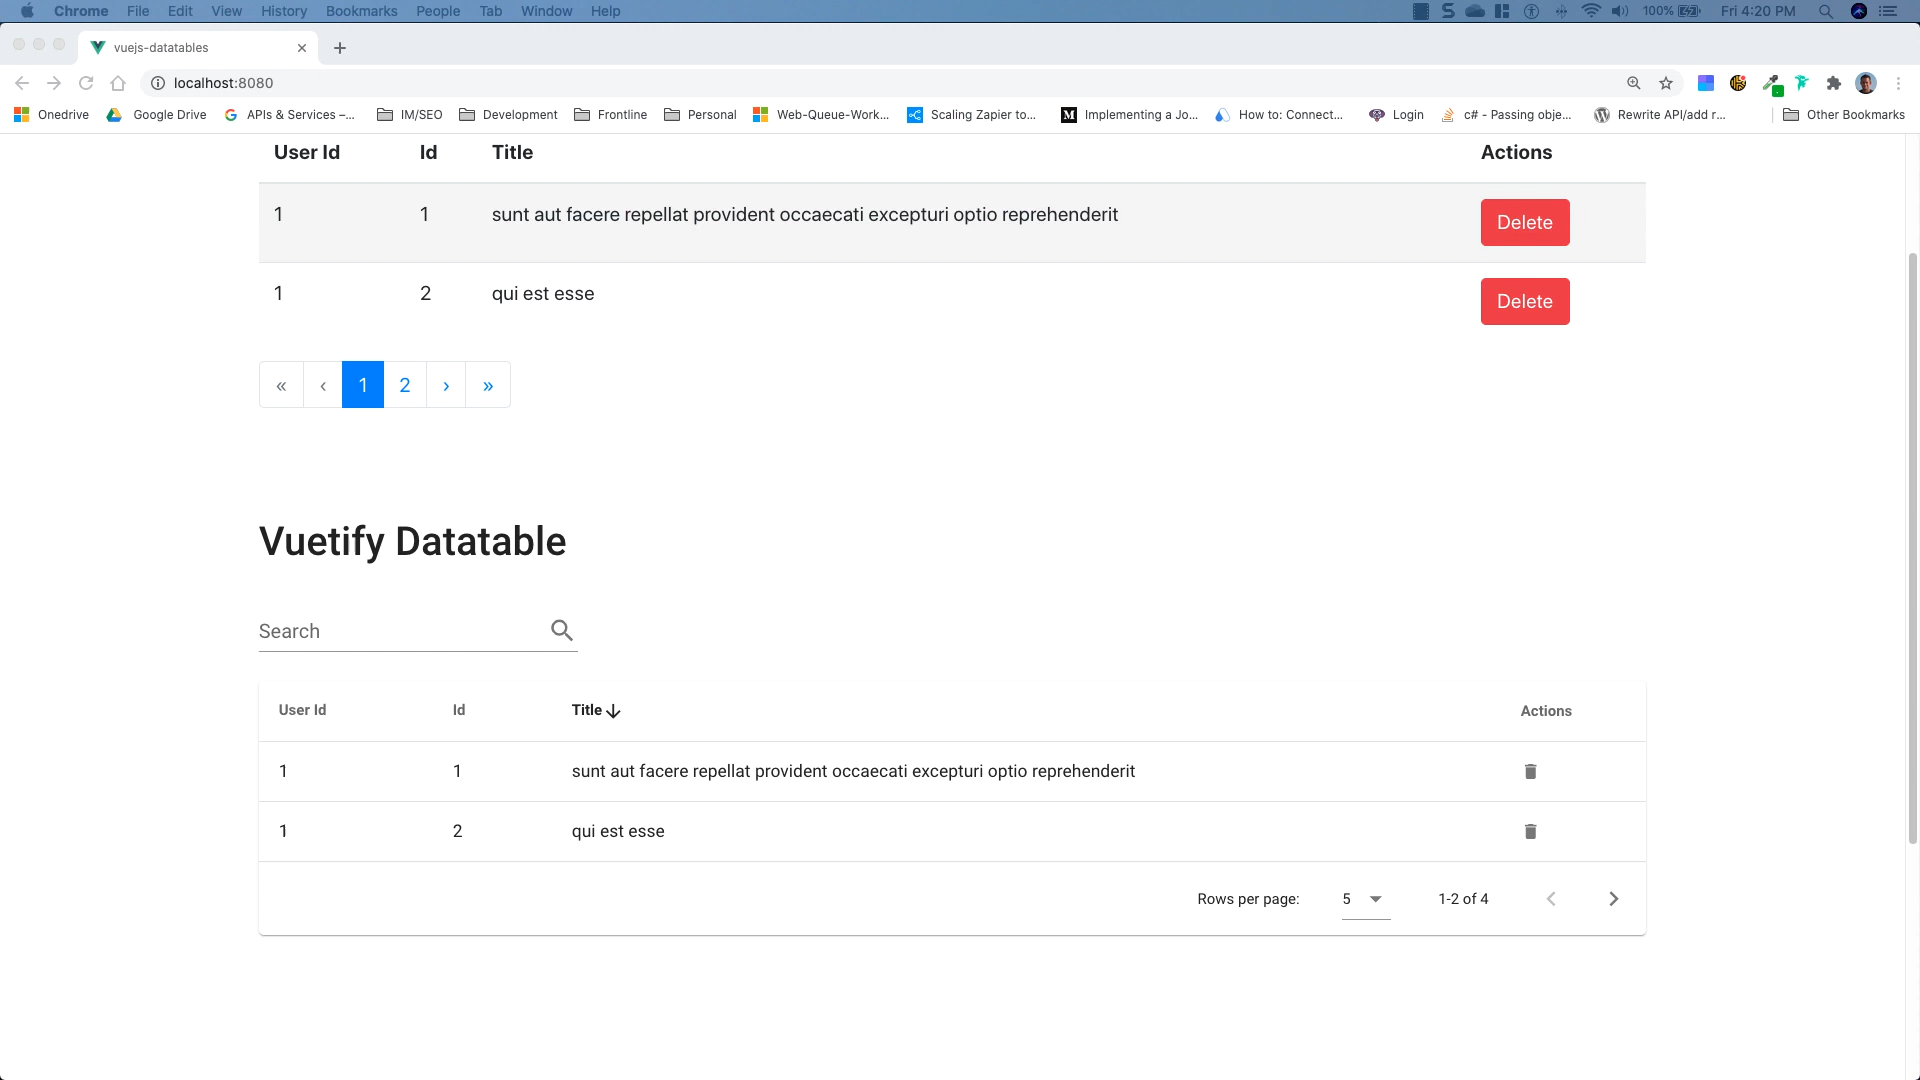 Chrome File Edit View History Bookmarks People Tab Window Help 100% Fri 4:20 PM
vuejs-datatables
localhost:8080
Onedrive Google Drive APIs & Services –... IM/SEO Development Frontline Personal Web-Queue-Work... Scaling Zapier to... Implementing a Jo... How to: Connect... Login c# - Passing obje... Rewrite API/add r... Other Bookmarks
User Id Id Title Actions
1 1 sunt aut facere repellat provident occaecati excepturi optio reprehenderit Delete
1 2 qui est esse Delete
« ‹ 1 2 › »
Vuetify Datatable
Search
User Id Id Title Actions
1 1 sunt aut facere repellat provident occaecati excepturi optio reprehenderit
1 2 qui est esse
Rows per page: 5 1-2 of 4